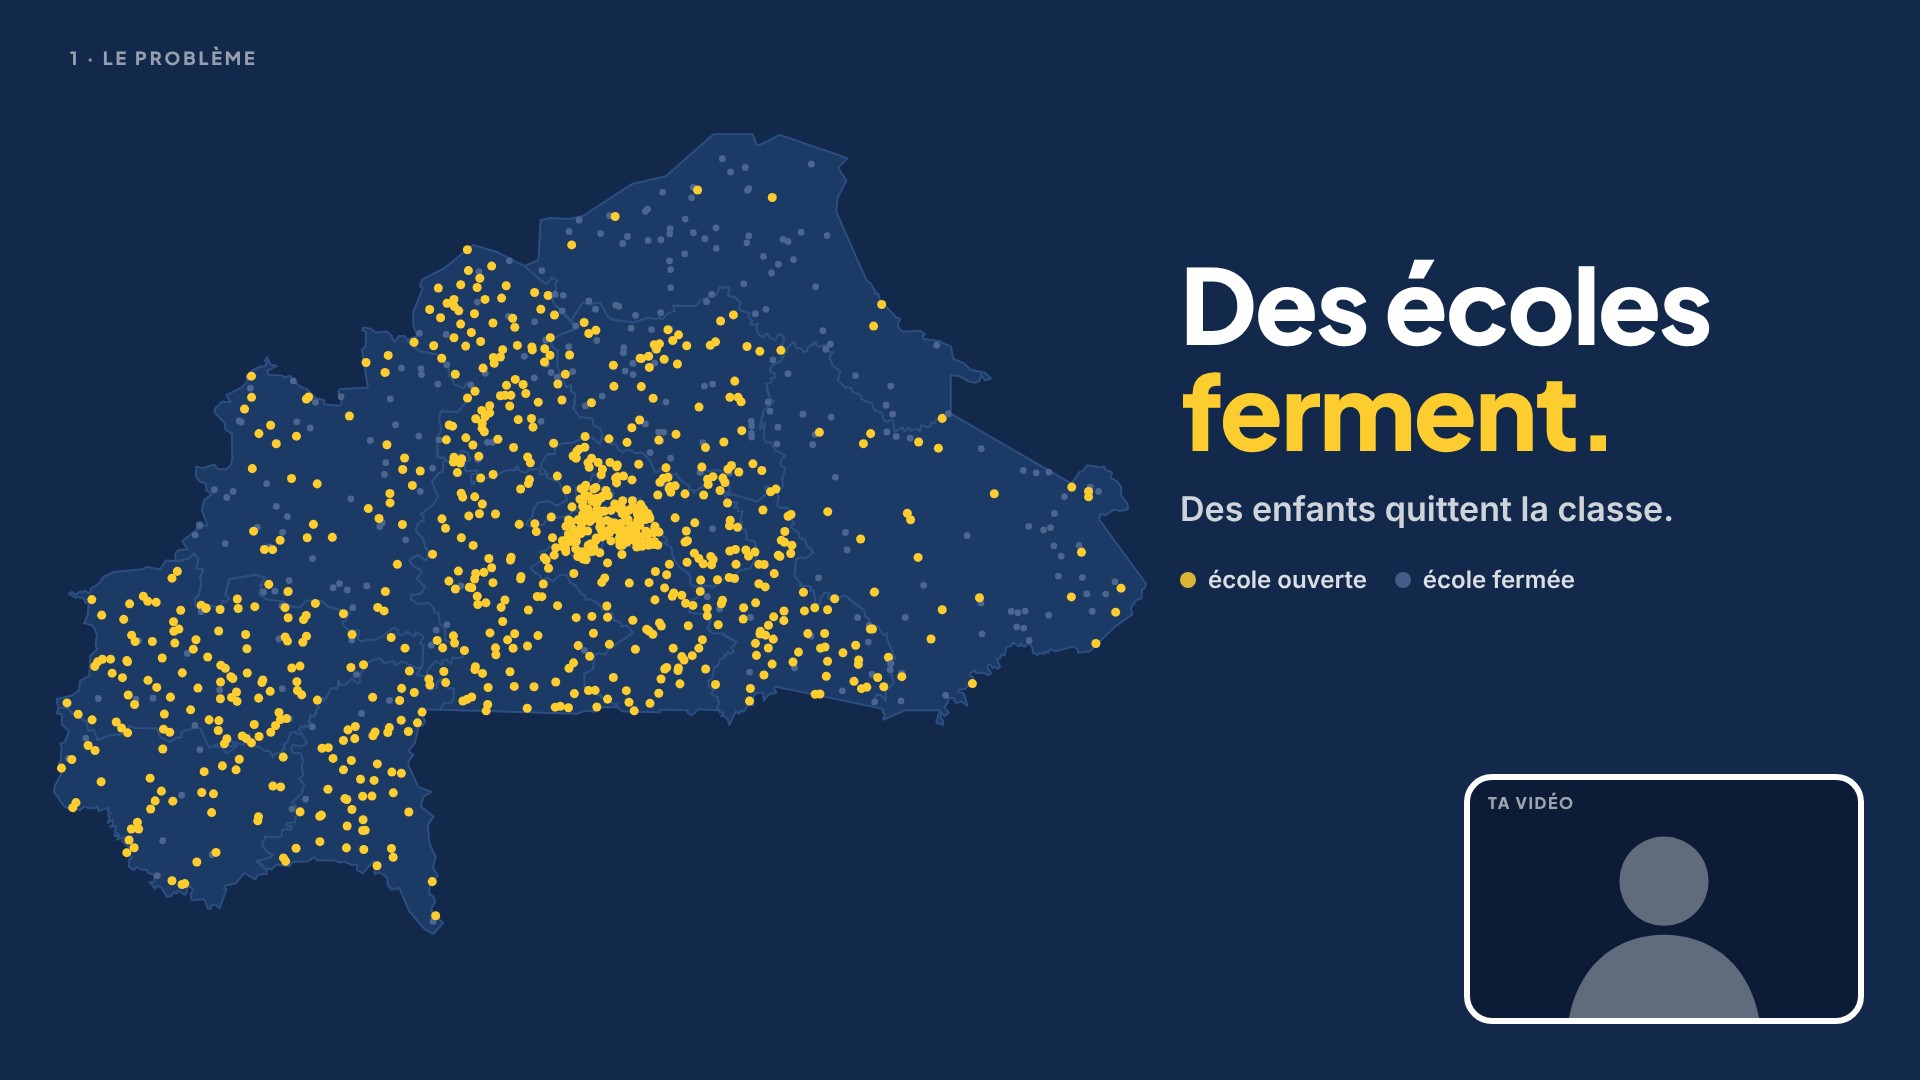 1 · LE PROBLÈME
Des écoles
ferment.
Des enfants quittent la classe.
école ouverte école fermée
TA VIDÉO